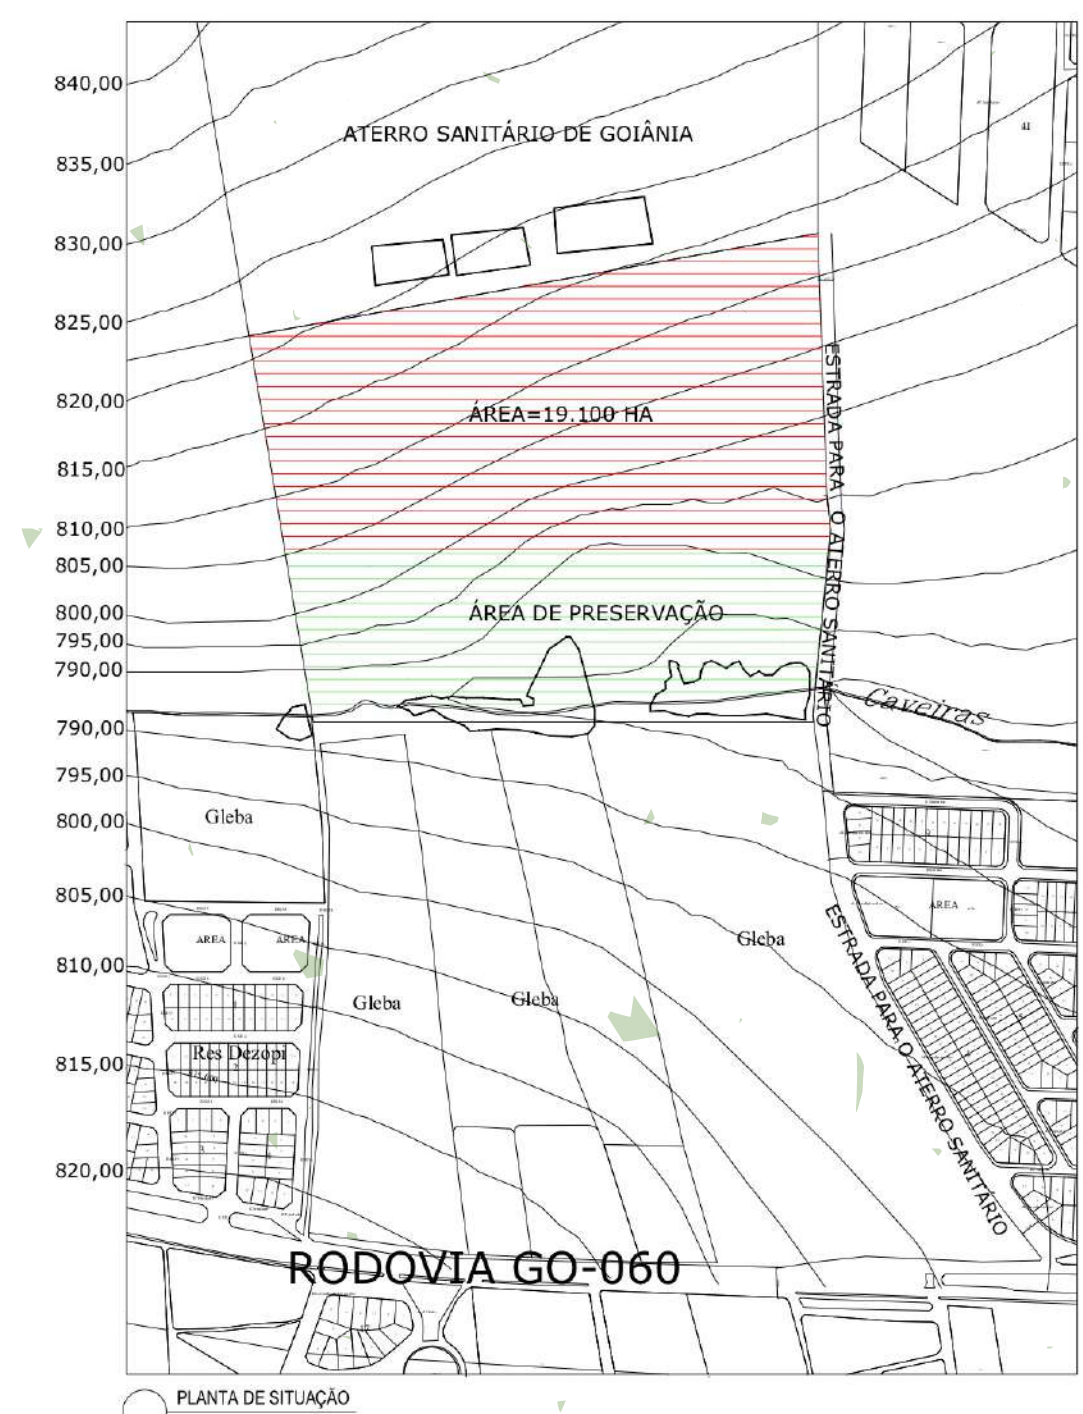 840,00
ATERRO SANITÁRIO DE GOIÂNIA
41
835,00
830,00
825,00
820,00
ÁREA=19.100 HA
ESTRADA PARA O ATERRO SANITÁRIO
815,00
810,00
805,00
800,00
ÁREA DE PRESERVAÇÃO
795,00
790,00
Caveiras
790,00
795,00
800,00
Gleba
805,00
AREA
AREA
AREA
ESTRADA PARA O ATERRO SANITÁRIO
Gleba
810,00
Gleba
Gleba
Res Dezopi
815,00
820,00
RODOVIA GO-060
PLANTA DE SITUAÇÃO